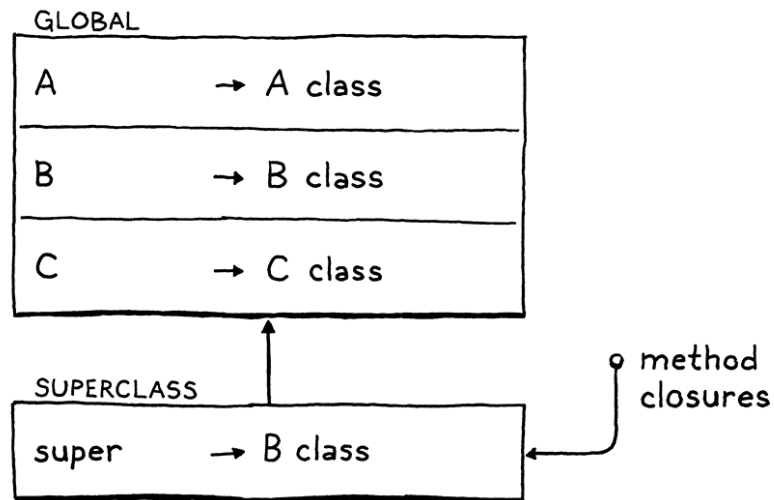 GLOBAL
A → A class
B → B class
C → C class
SUPERCLASS
super → B class
method
closures